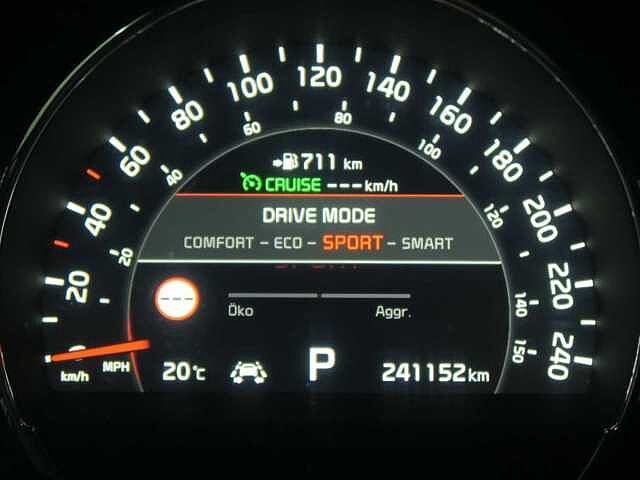 120
100
140
80
160
60
180
40
200
20
220
240
km/h
MPH
20
40
60
80
100
120
140
150
711 km
CRUISE ---km/h
DRIVE MODE
COMFORT - ECO - SPORT - SMART
---
Öko Aggr.
20°C P 241152 km